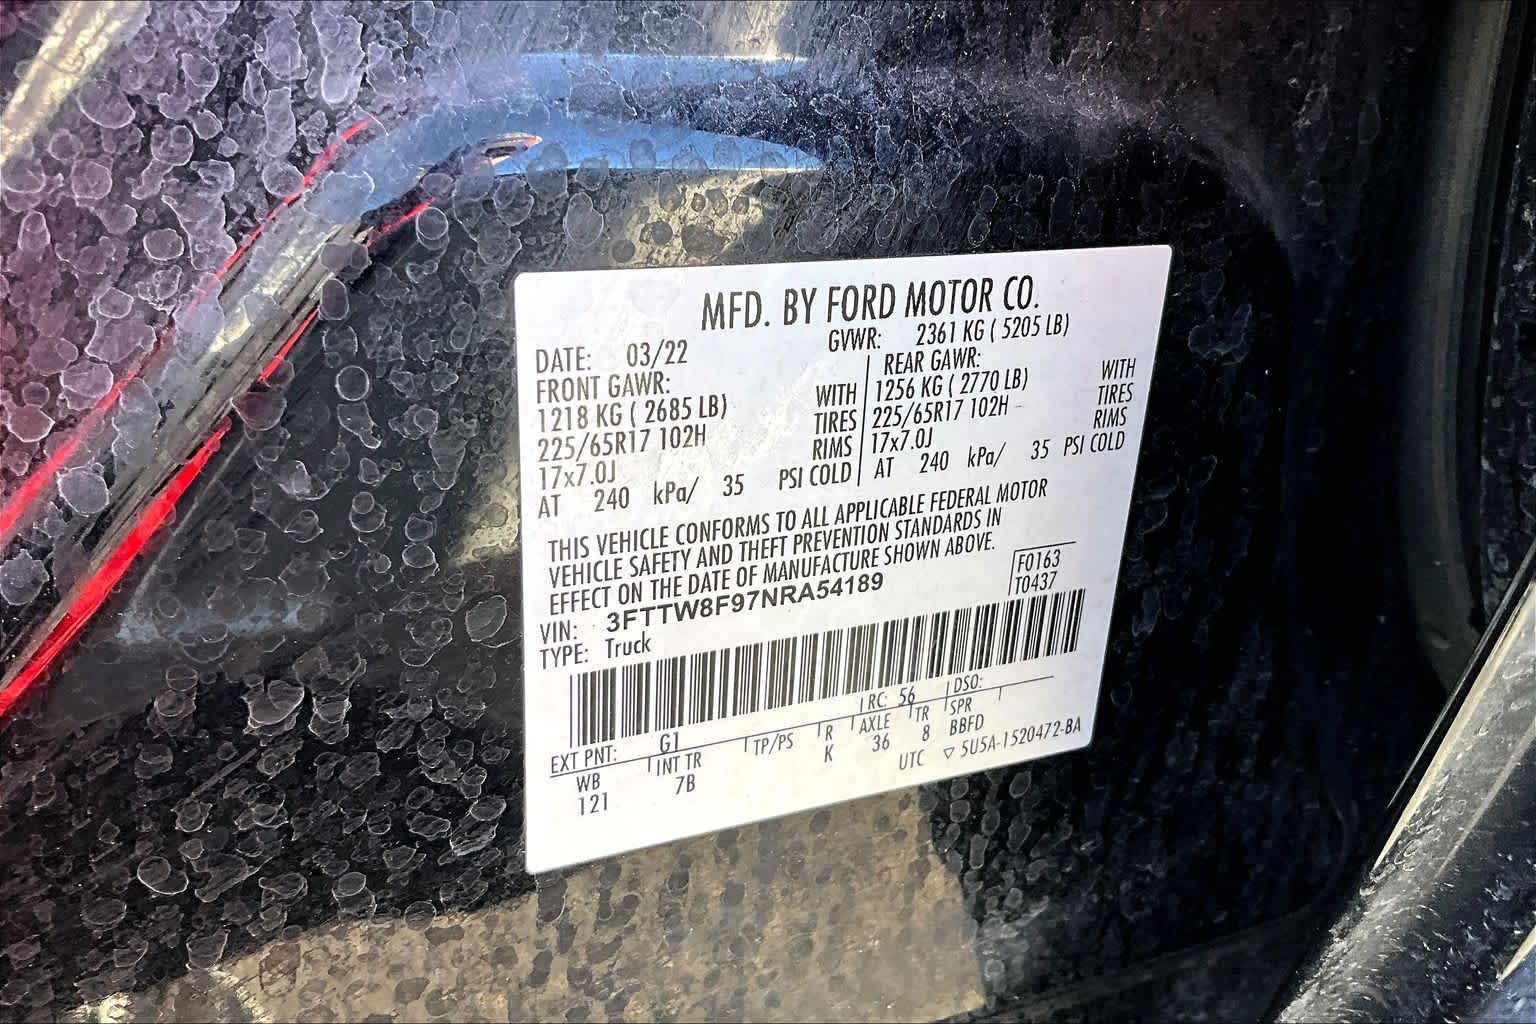 MFD. BY FORD MOTOR CO.
DATE: 03/22 GVWR: 2361 KG ( 5205 LB)
FRONT GAWR: REAR GAWR:
1218 KG ( 2685 LB) WITH 1256 KG ( 2770 LB) WITH
225/65R17 102H TIRES 225/65R17 102H TIRES
17x7.0J RIMS 17x7.0J RIMS
AT 240 kPa/ 35 PSI COLD AT 240 kPa/ 35 PSI COLD
THIS VEHICLE CONFORMS TO ALL APPLICABLE FEDERAL MOTOR
VEHICLE SAFETY AND THEFT PREVENTION STANDARDS IN
EFFECT ON THE DATE OF MANUFACTURE SHOWN ABOVE.
VIN: 3FTTW8F97NRA54189 F0163
TYPE: Truck T0437
EXT PNT: G1 RC: 56 DSO:
WB INT TR TP/PS R AXLE TR SPR
121 7B K 36 8 BBFD
UTC ▽ 5U5A-1520472-BA